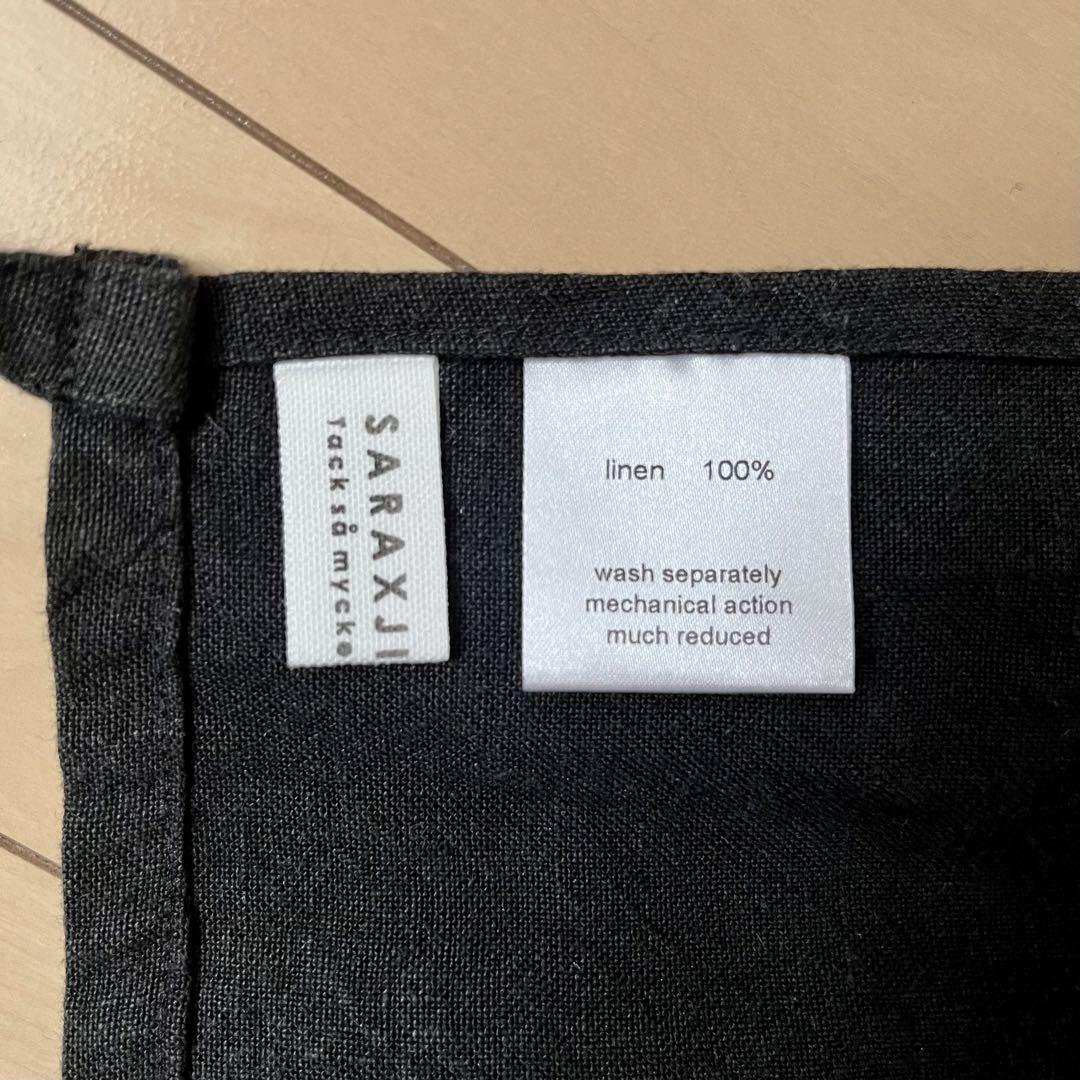 SARAXJI
Tack så mycke
linen 100%
wash separately
mechanical action
much reduced